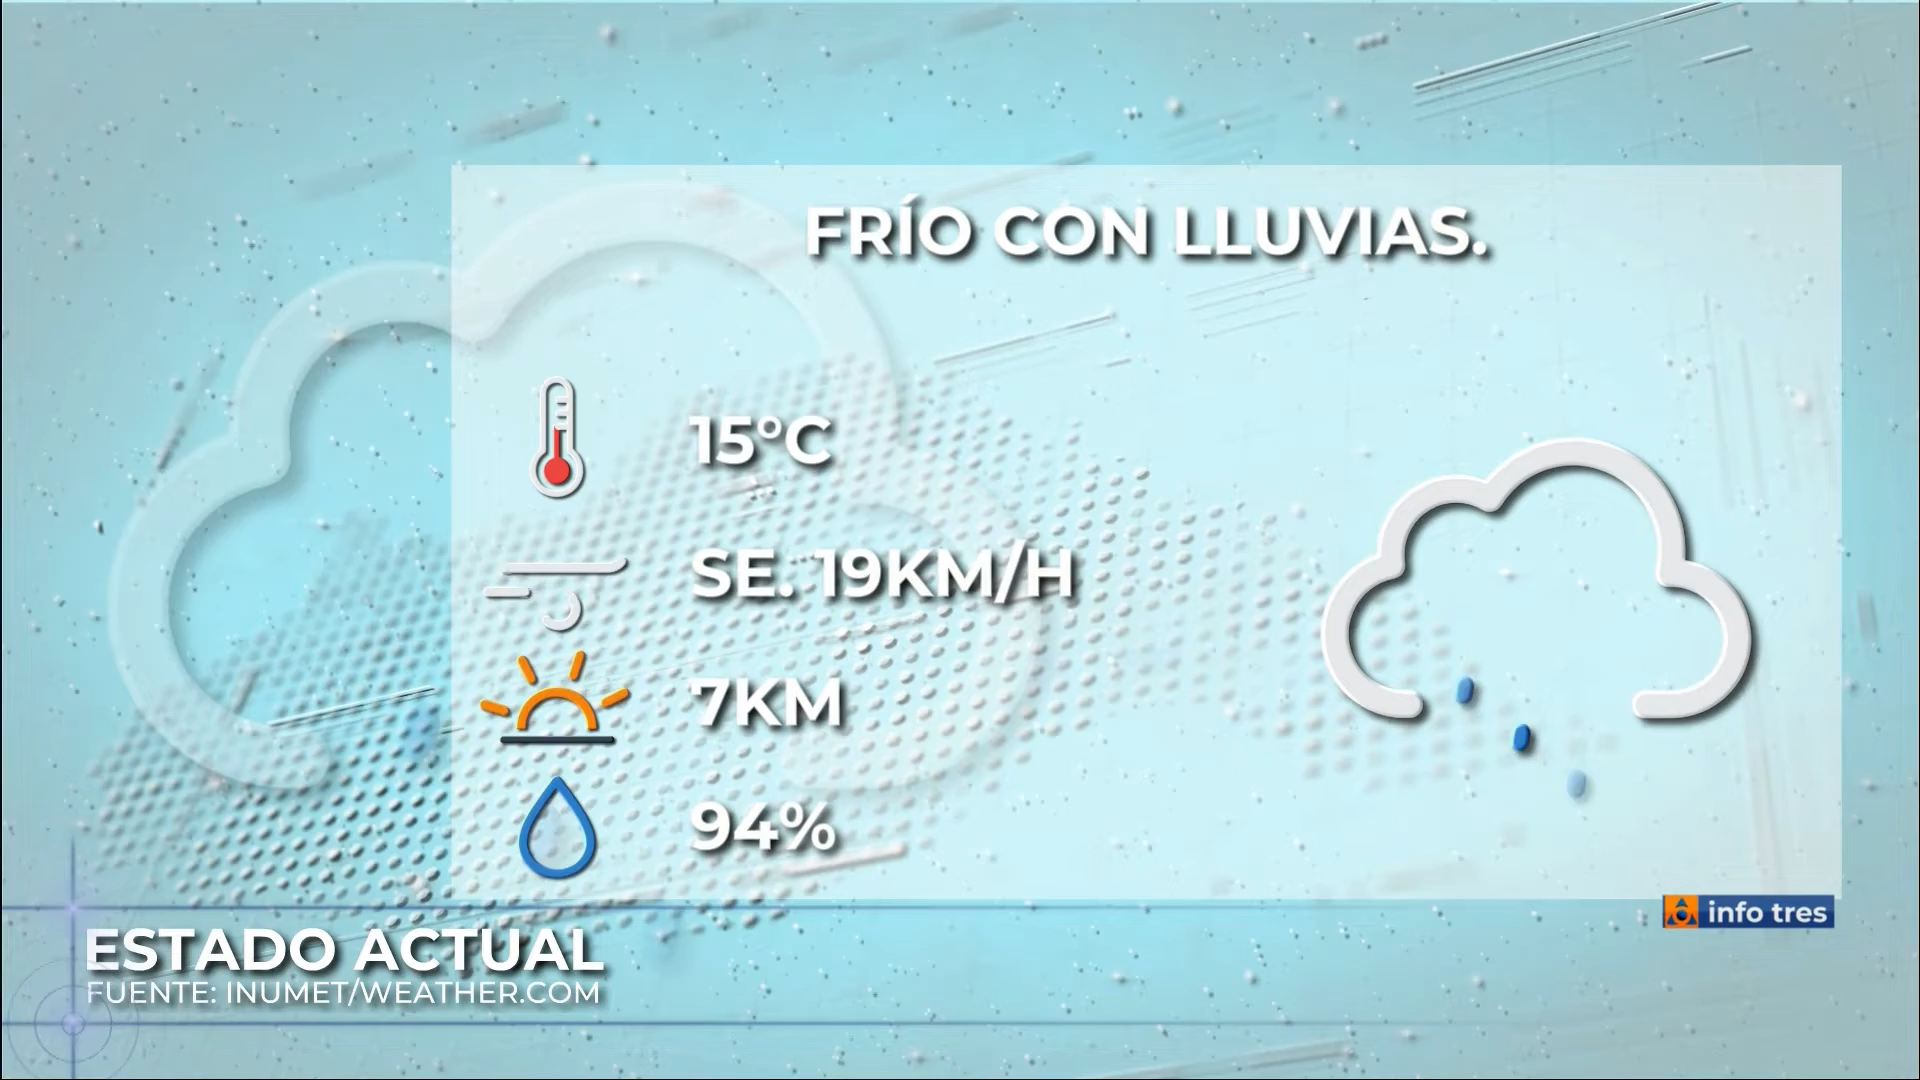 FRÍO CON LLUVIAS.
15°C
SE. 19KM/H
7KM
94%
info tres
ESTADO ACTUAL
FUENTE: INUMET/WEATHER.COM